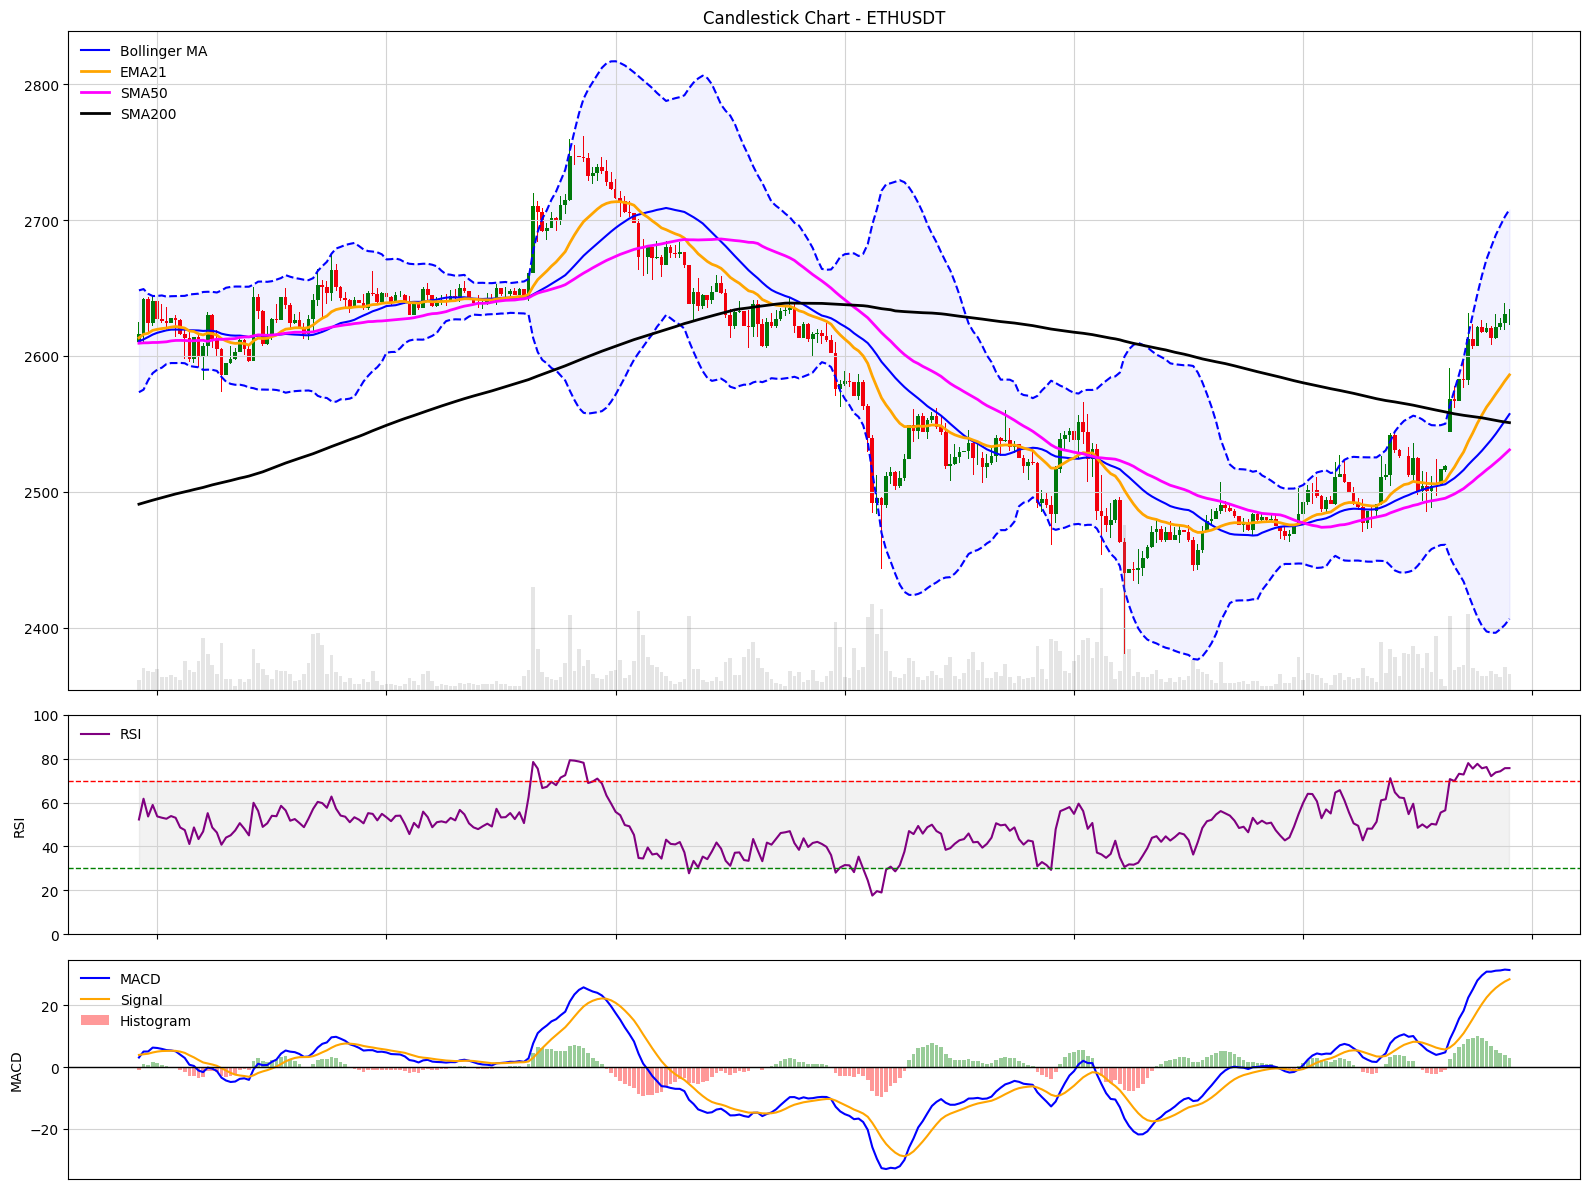 Candlestick Chart - ETHUSDT
Bollinger MA
EMA21
SMA50
SMA200
2800
2700
2600
2500
2400
100
80
60
40
20
0
RSI
RSI
20
0
−20
MACD
MACD
Signal
Histogram